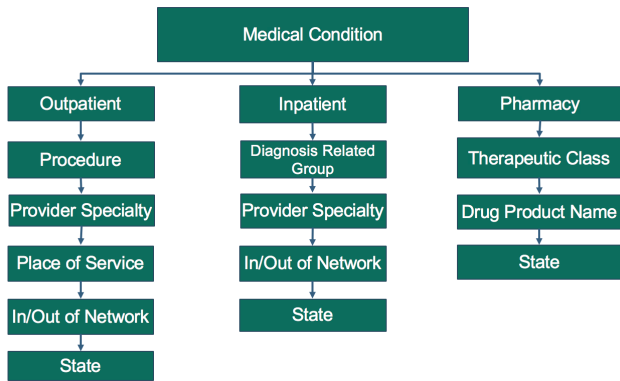 Medical Condition
Outpatient
Procedure
Provider Specialty
Place of Service
In/Out of Network
State
Inpatient
Diagnosis Related
Group
Provider Specialty
In/Out of Network
State
Pharmacy
Therapeutic Class
Drug Product Name
State